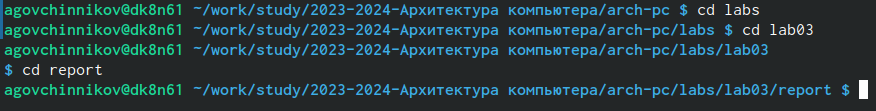 agovchinnikov@dk8n61 ~/work/study/2023-2024-Архитектура компьютера/arch-pc $ cd labs
agovchinnikov@dk8n61 ~/work/study/2023-2024-Архитектура компьютера/arch-pc/labs $ cd lab03
agovchinnikov@dk8n61 ~/work/study/2023-2024-Архитектура компьютера/arch-pc/labs/lab03
$ cd report
agovchinnikov@dk8n61 ~/work/study/2023-2024-Архитектура компьютера/arch-pc/labs/lab03/report $